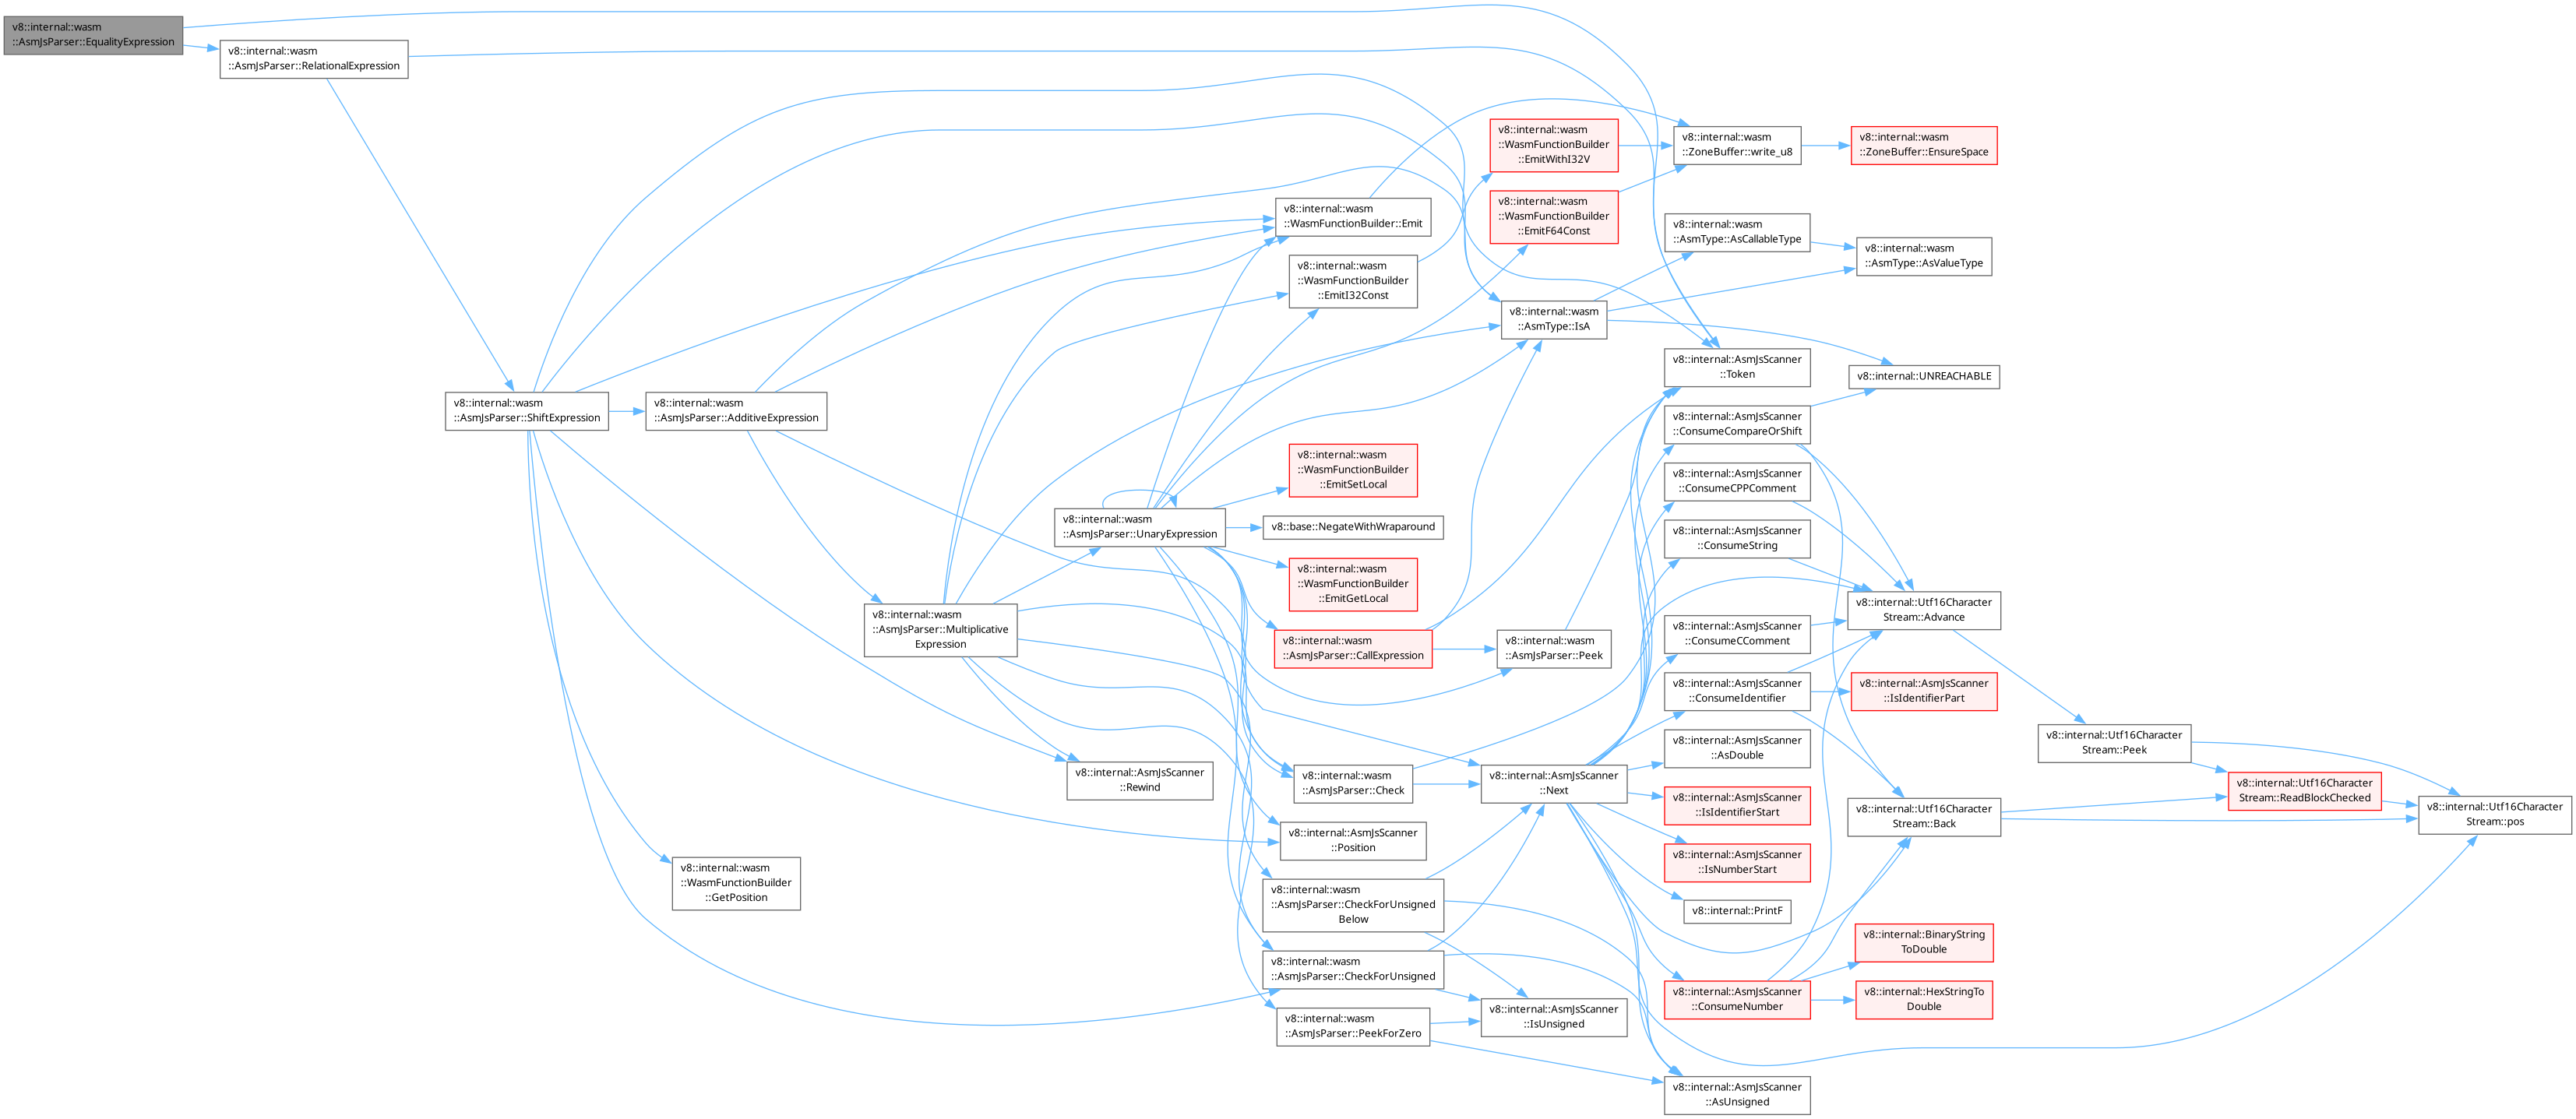 v8::internal::wasm
::AsmJsParser::EqualityExpression
v8::internal::wasm
::AsmJsParser::RelationalExpression
v8::internal::wasm
::AsmJsParser::ShiftExpression
v8::internal::wasm
::AsmJsParser::AdditiveExpression
v8::internal::wasm
::WasmFunctionBuilder
::GetPosition
v8::internal::wasm
::AsmJsParser::Multiplicative
Expression
v8::internal::wasm
::AsmJsParser::UnaryExpression
v8::internal::AsmJsScanner
::Rewind
v8::internal::wasm
::WasmFunctionBuilder::Emit
v8::internal::wasm
::WasmFunctionBuilder
::EmitI32Const
v8::internal::wasm
::WasmFunctionBuilder
::EmitSetLocal
v8::base::NegateWithWraparound
v8::internal::wasm
::WasmFunctionBuilder
::EmitGetLocal
v8::internal::wasm
::AsmJsParser::CallExpression
v8::internal::wasm
::AsmJsParser::Check
v8::internal::AsmJsScanner
::Position
v8::internal::wasm
::AsmJsParser::CheckForUnsigned
Below
v8::internal::wasm
::AsmJsParser::CheckForUnsigned
v8::internal::wasm
::AsmJsParser::PeekForZero
v8::internal::wasm
::WasmFunctionBuilder
::EmitWithI32V
v8::internal::wasm
::WasmFunctionBuilder
::EmitF64Const
v8::internal::wasm
::AsmType::IsA
v8::internal::wasm
::AsmJsParser::Peek
v8::internal::AsmJsScanner
::Next
v8::internal::AsmJsScanner
::IsUnsigned
v8::internal::wasm
::ZoneBuffer::write_u8
v8::internal::wasm
::AsmType::AsCallableType
v8::internal::AsmJsScanner
::Token
v8::internal::AsmJsScanner
::ConsumeCompareOrShift
v8::internal::AsmJsScanner
::ConsumeCPPComment
v8::internal::AsmJsScanner
::ConsumeString
v8::internal::AsmJsScanner
::ConsumeCComment
v8::internal::AsmJsScanner
::ConsumeIdentifier
v8::internal::AsmJsScanner
::AsDouble
v8::internal::AsmJsScanner
::IsIdentifierStart
v8::internal::AsmJsScanner
::IsNumberStart
v8::internal::PrintF
v8::internal::AsmJsScanner
::ConsumeNumber
v8::internal::AsmJsScanner
::AsUnsigned
v8::internal::wasm
::ZoneBuffer::EnsureSpace
v8::internal::wasm
::AsmType::AsValueType
v8::internal::UNREACHABLE
v8::internal::Utf16Character
Stream::Advance
v8::internal::AsmJsScanner
::IsIdentifierPart
v8::internal::Utf16Character
Stream::Back
v8::internal::BinaryString
ToDouble
v8::internal::HexStringTo
Double
v8::internal::Utf16Character
Stream::Peek
v8::internal::Utf16Character
Stream::ReadBlockChecked
v8::internal::Utf16Character
Stream::pos